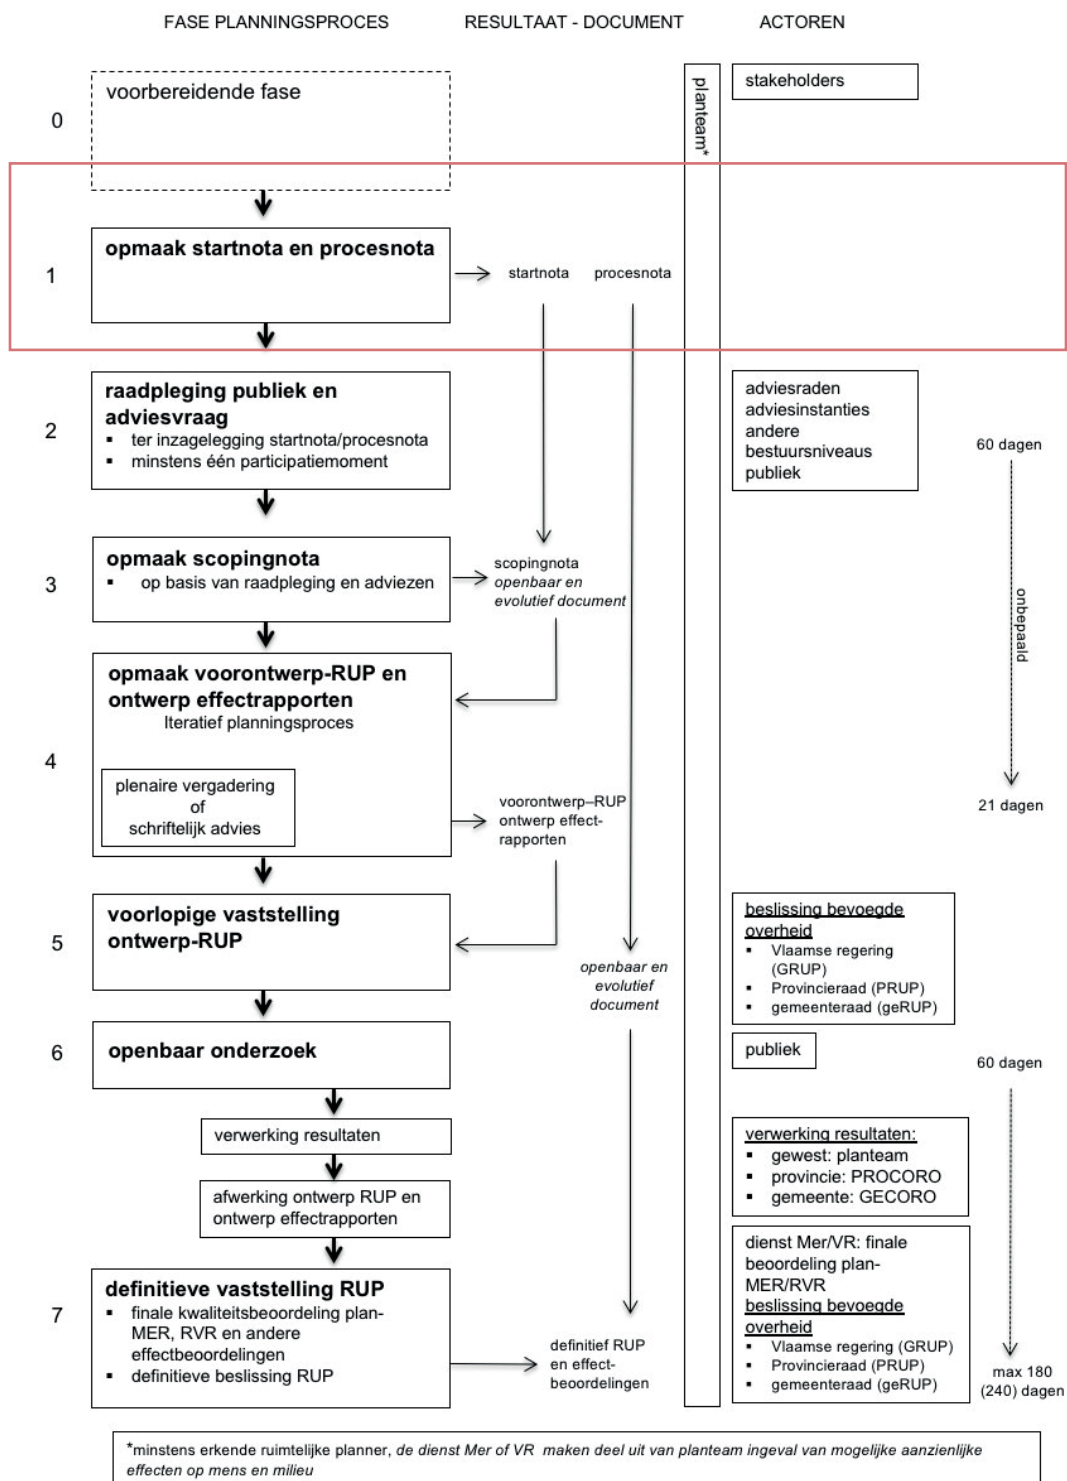 FASE PLANNINGSPROCES
RESULTAAT - DOCUMENT
ACTOREN
0
voorbereidende fase
planteam*
stakeholders
1
opmaak startnota en procesnota
startnota
procesnota
2
raadpleging publiek en
adviesvraag
▪ ter inzagelegging startnota/procesnota
▪ minstens één participatiemoment
adviesraden
adviesinstanties
andere
bestuursniveaus
publiek
60 dagen
3
opmaak scopingnota
▪ op basis van raadpleging en adviezen
scopingnota
openbaar en
evolutief document
onbepaald
4
opmaak voorontwerp-RUP en
ontwerp effectrapporten
Iteratief planningsproces
plenaire vergadering
of
schriftelijk advies
voorontwerp–RUP
ontwerp effect-
rapporten
21 dagen
5
voorlopige vaststelling
ontwerp-RUP
openbaar en
evolutief
document
beslissing bevoegde
overheid
▪ Vlaamse regering
(GRUP)
▪ Provincieraad (PRUP)
▪ gemeenteraad (geRUP)
6
openbaar onderzoek
publiek
60 dagen
verwerking resultaten
verwerking resultaten:
▪ gewest: planteam
▪ provincie: PROCORO
▪ gemeente: GECORO
afwerking ontwerp RUP en
ontwerp effectrapporten
7
definitieve vaststelling RUP
▪ finale kwaliteitsbeoordeling plan-
MER, RVR en andere
effectbeoordelingen
▪ definitieve beslissing RUP
definitief RUP
en effect-
beoordelingen
dienst Mer/VR: finale
beoordeling plan-
MER/RVR
beslissing bevoegde
overheid
▪ Vlaamse regering (GRUP)
▪ Provincieraad (PRUP)
▪ gemeenteraad (geRUP)
max 180
(240) dagen
*minstens erkende ruimtelijke planner, de dienst Mer of VR maken deel uit van planteam ingeval van mogelijke aanzienlijke
effecten op mens en milieu